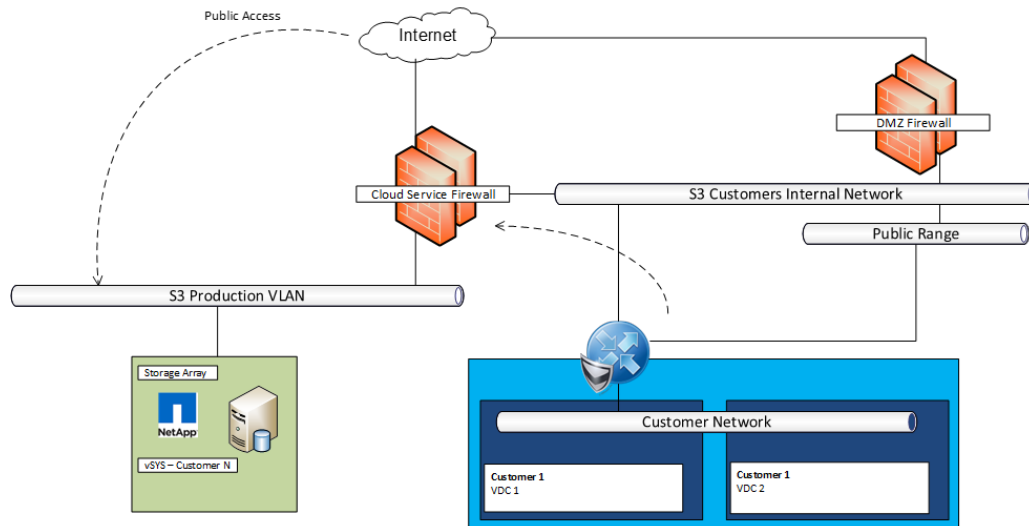 Public Access
Internet
DMZ Firewall
Cloud Service Firewall
S3 Customers Internal Network
Public Range
S3 Production VLAN
Storage Array
NetApp
vSYS – Customer N
Customer Network
Customer 1
VDC 1
Customer 1
VDC 2